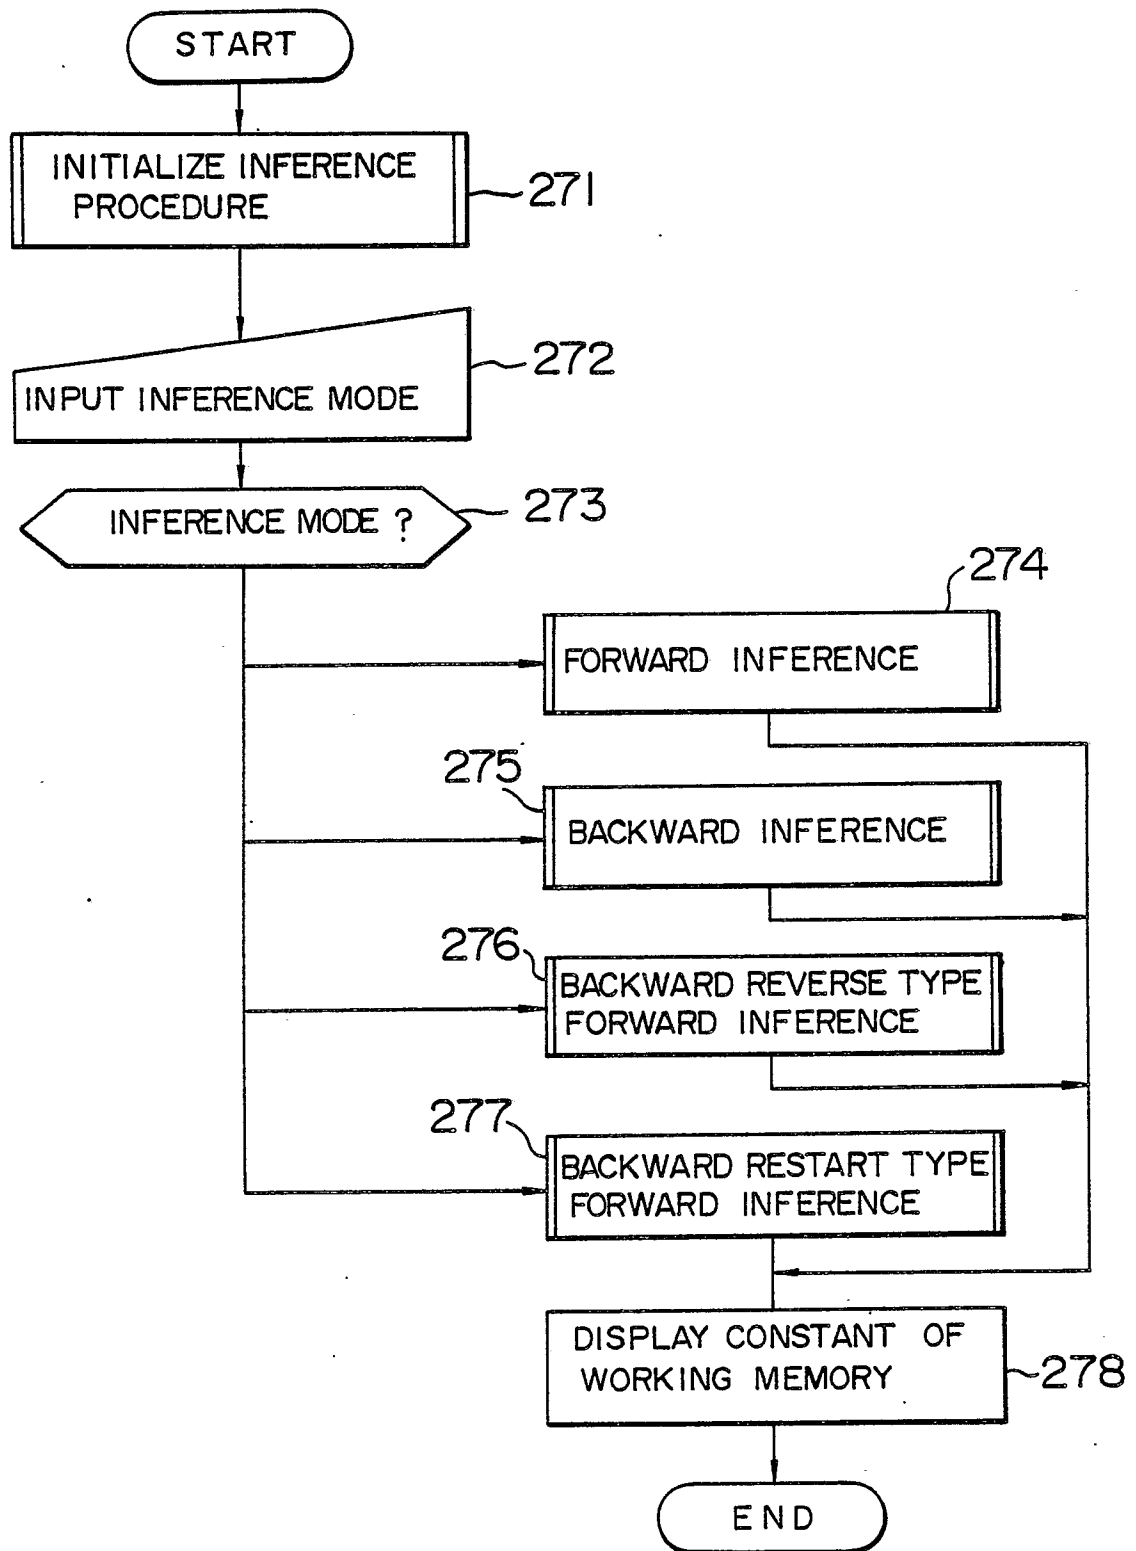 START
INITIALIZE INFERENCE
PROCEDURE
271
272
INPUT INFERENCE MODE
INFERENCE MODE ?
273
274
FORWARD INFERENCE
275
BACKWARD INFERENCE
276
BACKWARD REVERSE TYPE
FORWARD INFERENCE
277
BACKWARD RESTART TYPE
FORWARD INFERENCE
DISPLAY CONSTANT OF
WORKING MEMORY
278
END